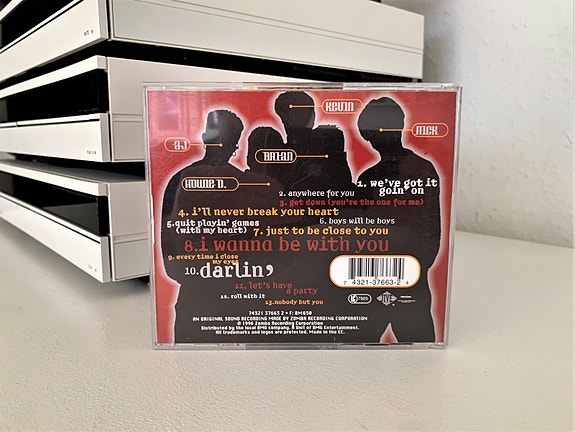 KEVIN
NICK
AJ
BRIAN
HOWIE D.
1. we've got it
goin' on
2. anywhere for you
3. get down (you're the one for me)
4. i'll never break your heart
5.quit playin' games
(with my heart)
6. boys will be boys
7. just to be close to you
8.i wanna be with you
9. every time i close
my eyes
10.darlin'
11. let's have
a party
12. roll with it
13.nobody but you
7 4321-37663-2 4
74321 37663 2 • F: BM650
AN ORIGINAL SOUND RECORDING MADE BY ZOMBA RECORDING CORPORATION
© 1996 Zomba Recording Corporation
Distributed by the local BMG company. A Unit of BMG Entertainment.
All trademarks and logos are protected. Made in the EC.